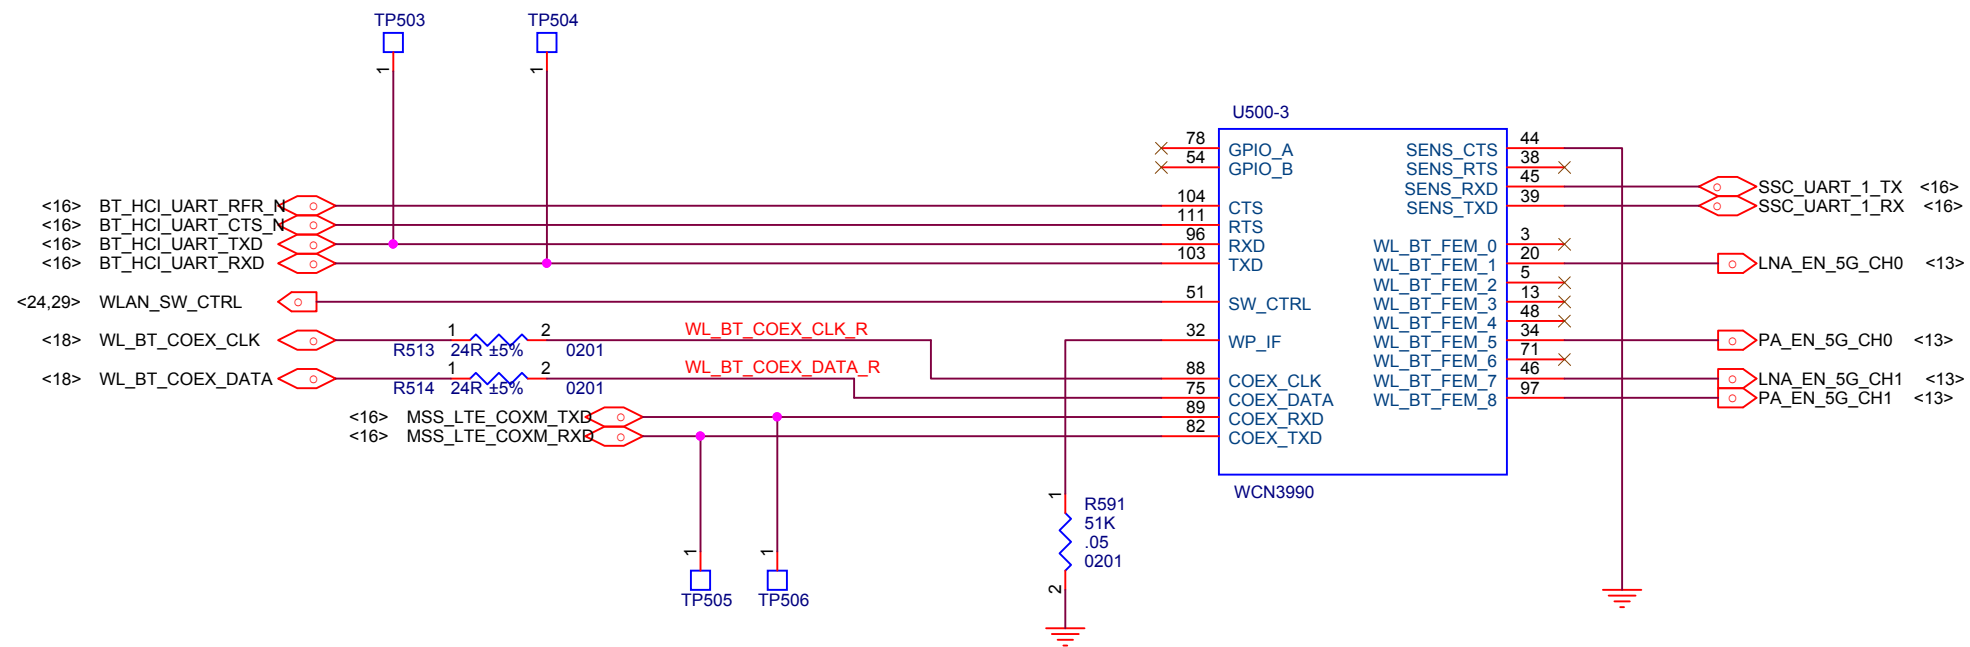 TP503 TP504
1 1
U500-3
78 GPIO_A SENS_CTS 44
54 GPIO_B SENS_RTS 38
SENS_RXD 45 SSC_UART_1_TX <16>
SENS_TXD 39 SSC_UART_1_RX <16>
<16> BT_HCI_UART_RFR_N 104 CTS
<16> BT_HCI_UART_CTS_N 111 RTS
<16> BT_HCI_UART_TXD 96 RXD WL_BT_FEM_0 3
<16> BT_HCI_UART_RXD 103 TXD WL_BT_FEM_1 20 LNA_EN_5G_CH0 <13>
WL_BT_FEM_2 5
<24,29> WLAN_SW_CTRL 51 SW_CTRL WL_BT_FEM_3 13
WL_BT_FEM_4 48
<18> WL_BT_COEX_CLK 1 2 WL_BT_COEX_CLK_R 32 WP_IF WL_BT_FEM_5 34 PA_EN_5G_CH0 <13>
R513 24R ±5% 0201
WL_BT_FEM_6 71
<18> WL_BT_COEX_DATA 1 2 WL_BT_COEX_DATA_R 88 COEX_CLK WL_BT_FEM_7 46 LNA_EN_5G_CH1 <13>
R514 24R ±5% 0201
75 COEX_DATA WL_BT_FEM_8 97 PA_EN_5G_CH1 <13>
<16> MSS_LTE_COXM_TXD 89 COEX_RXD
<16> MSS_LTE_COXM_RXD 82 COEX_TXD
WCN3990
1
R591
51K
.05
0201
2
1 1
TP505 TP506